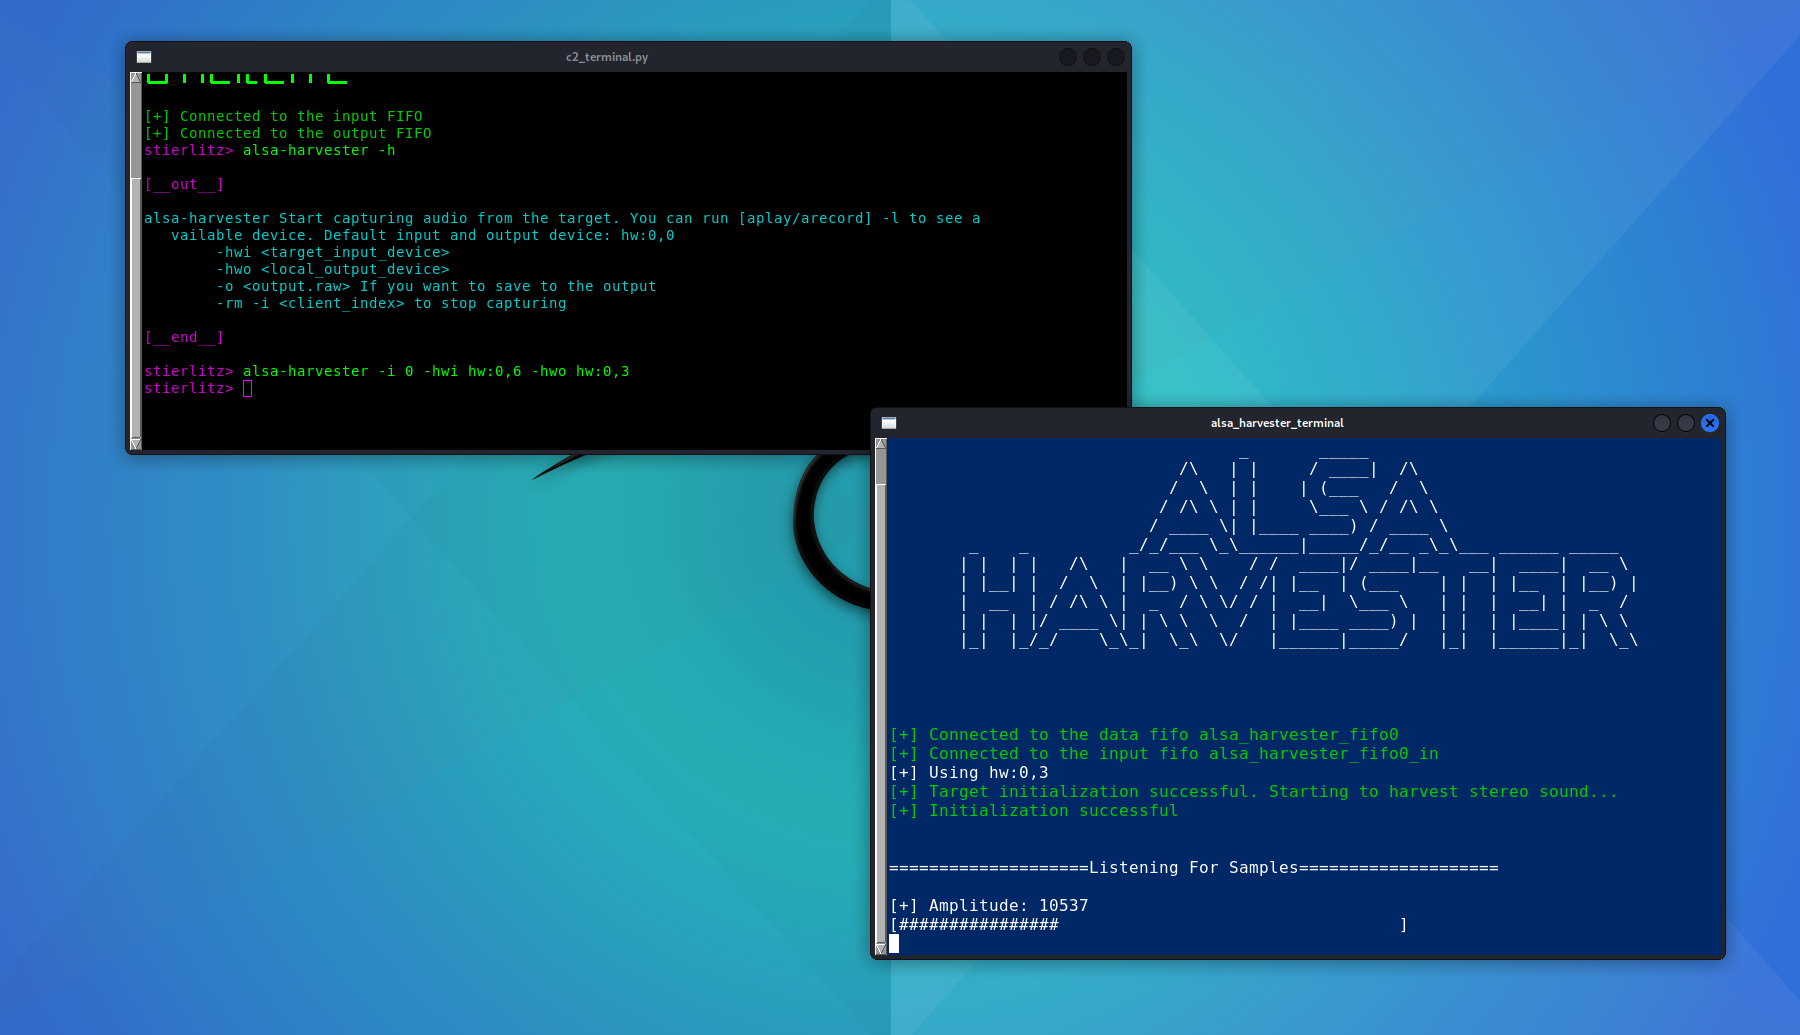 c2_terminal.py
[+] Connected to the input FIFO
[+] Connected to the output FIFO
stierlitz> alsa-harvester -h
[__out__]
alsa-harvester Start capturing audio from the target. You can run [aplay/arecord] -l to see a
vailable device. Default input and output device: hw:0,0
-hwi <target_input_device>
-hwo <local_output_device>
-o <output.raw> If you want to save to the output
-rm -i <client_index> to stop capturing
[__end__]
stierlitz> alsa-harvester -i 0 -hwi hw:0,6 -hwo hw:0,3
stierlitz>
alsa_harvester_terminal
ALSA
HARVESTER
[+] Connected to the data fifo alsa_harvester_fifo0
[+] Connected to the input fifo alsa_harvester_fifo0_in
[+] Using hw:0,3
[+] Target initialization successful. Starting to harvest stereo sound...
[+] Initialization successful
====================Listening For Samples====================
[+] Amplitude: 10537
[################                                  ]